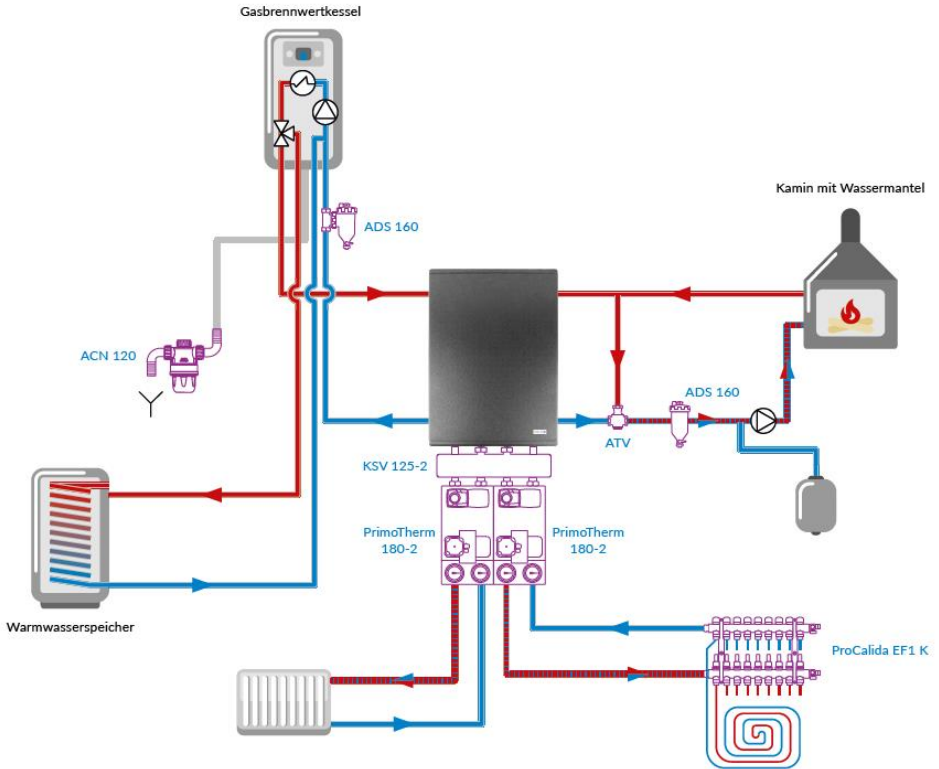 Gasbrennwertkessel
Kamin mit Wassermantel
ADS 160
ACN 120
ADS 160
ATV
KSV 125-2
PrimoTherm
180-2
PrimoTherm
180-2
Warmwasserspeicher
ProCalida EF1 K